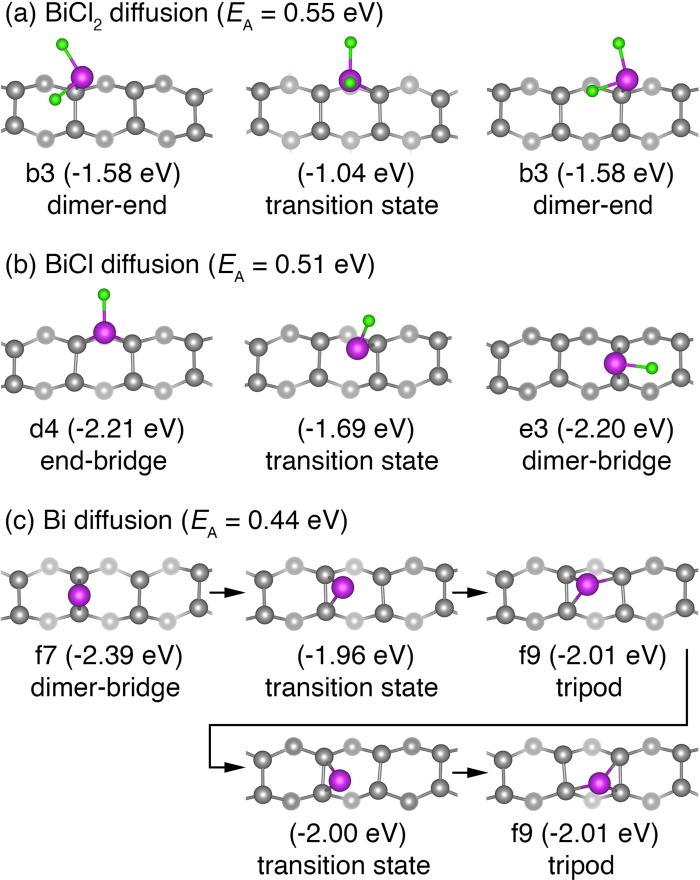 (a) BiCl₂ diffusion (E_A = 0.55 eV)
b3 (-1.58 eV)
dimer-end
(-1.04 eV)
transition state
b3 (-1.58 eV)
dimer-end
(b) BiCl diffusion (E_A = 0.51 eV)
d4 (-2.21 eV)
end-bridge
(-1.69 eV)
transition state
e3 (-2.20 eV)
dimer-bridge
(c) Bi diffusion (E_A = 0.44 eV)
f7 (-2.39 eV)
dimer-bridge
(-1.96 eV)
transition state
f9 (-2.01 eV)
tripod
(-2.00 eV)
transition state
f9 (-2.01 eV)
tripod